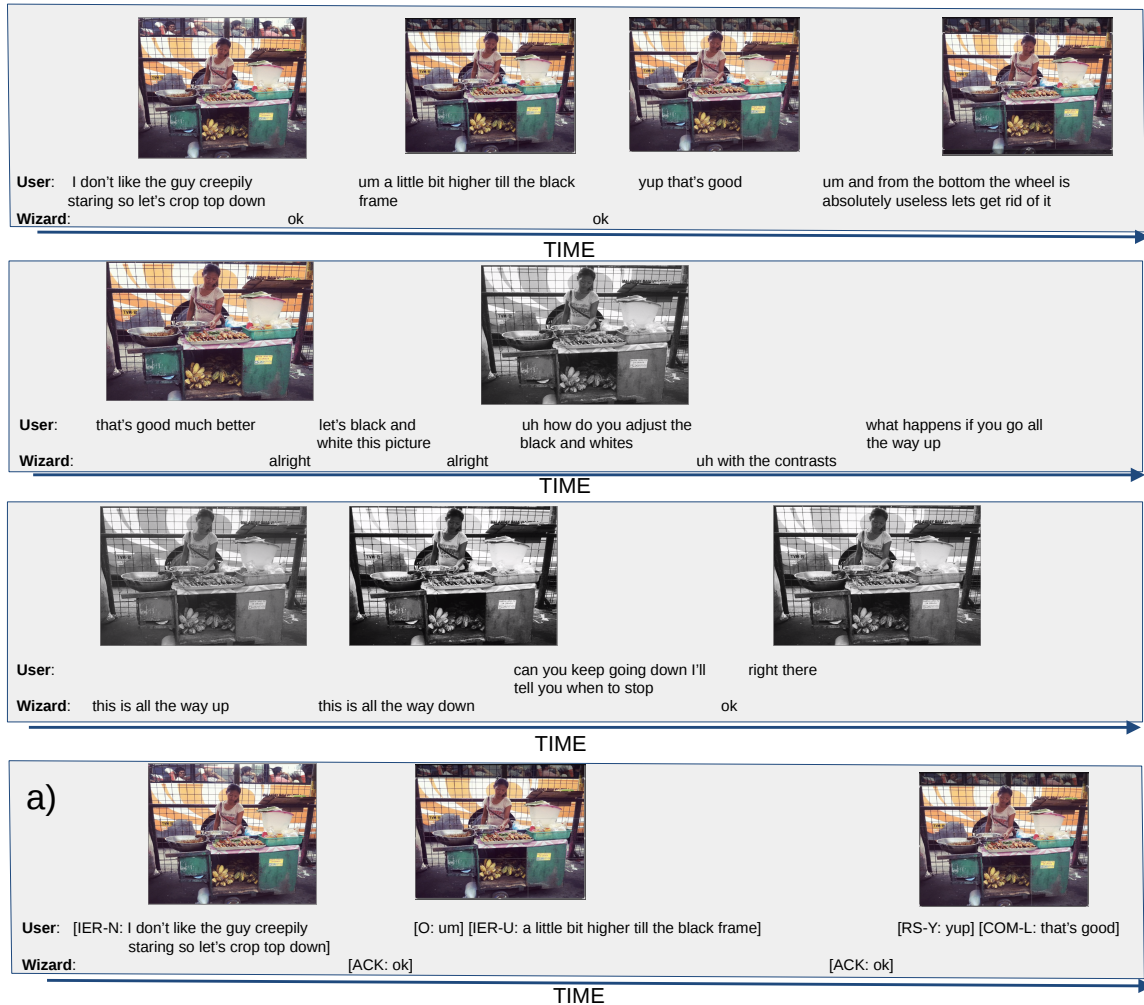 User: I don't like the guy creepily
staring so let's crop top down
um a little bit higher till the black
frame
yup that's good
um and from the bottom the wheel is
absolutely useless lets get rid of it
Wizard: ok ok
TIME
User: that's good much better
let's black and
white this picture
uh how do you adjust the
black and whites
what happens if you go all
the way up
Wizard: alright alright uh with the contrasts
TIME
User: can you keep going down I'll
tell you when to stop
right there
Wizard: this is all the way up this is all the way down ok
TIME
a)
User: [IER-N: I don't like the guy creepily
staring so let's crop top down]
[O: um] [IER-U: a little bit higher till the black frame]
[RS-Y: yup] [COM-L: that's good]
Wizard: [ACK: ok] [ACK: ok]
TIME